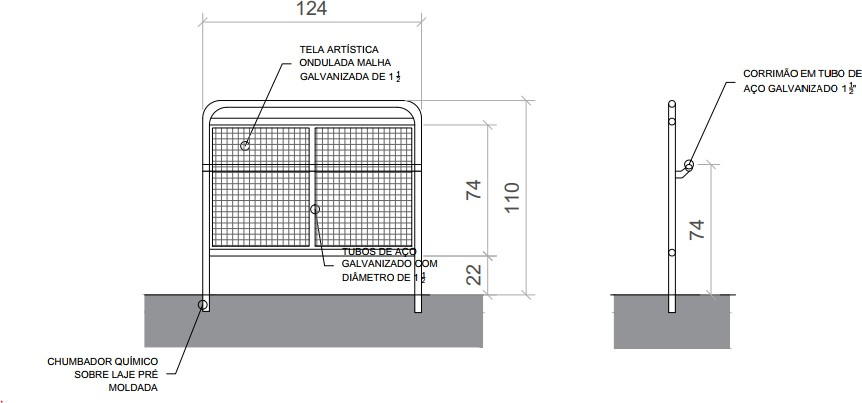 124
TELA ARTÍSTICA
ONDULADA MALHA
GALVANIZADA DE 1 1/2
CORRIMÃO EM TUBO DE
AÇO GALVANIZADO 1 1/2"
74
110
74
TUBOS DE AÇO
GALVANIZADO COM
DIÂMETRO DE 1 1/2
22
CHUMBADOR QUÍMICO
SOBRE LAJE PRÉ
MOLDADA